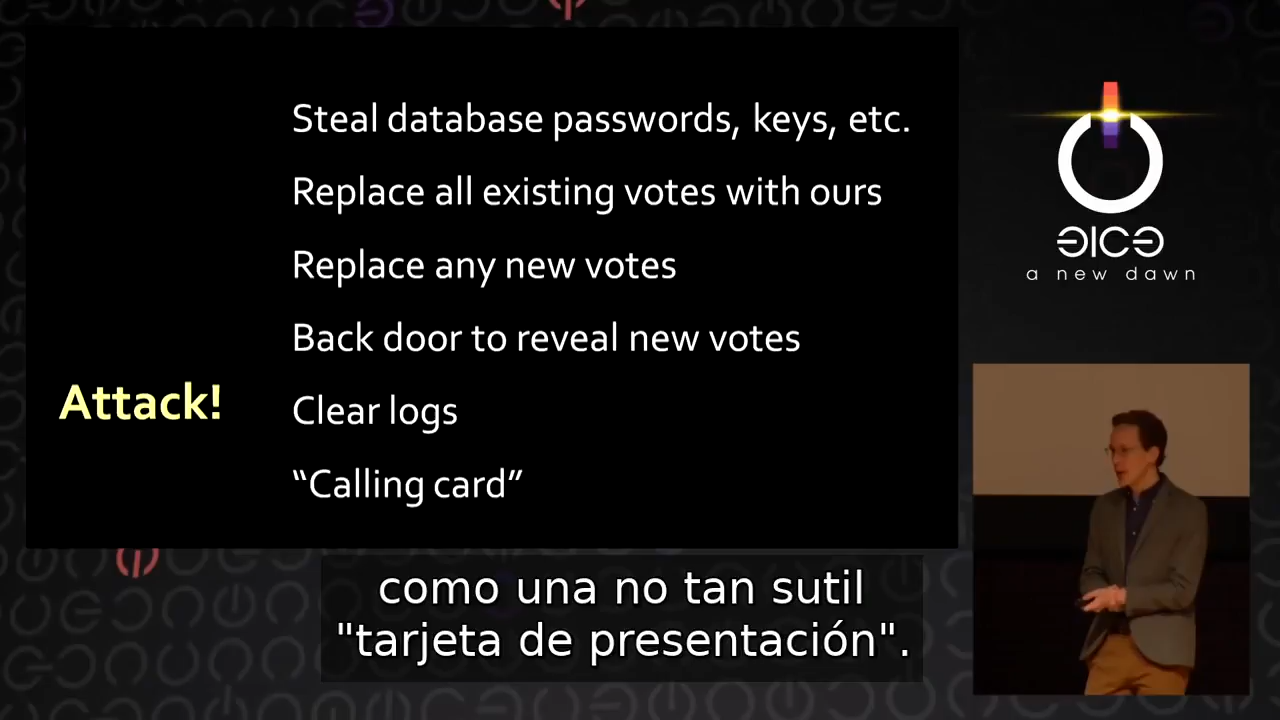 Steal database passwords, keys, etc.
Replace all existing votes with ours
Replace any new votes
Back door to reveal new votes
Attack!
Clear logs
“Calling card”
a new dawn
como una no tan sutil
"tarjeta de presentación".